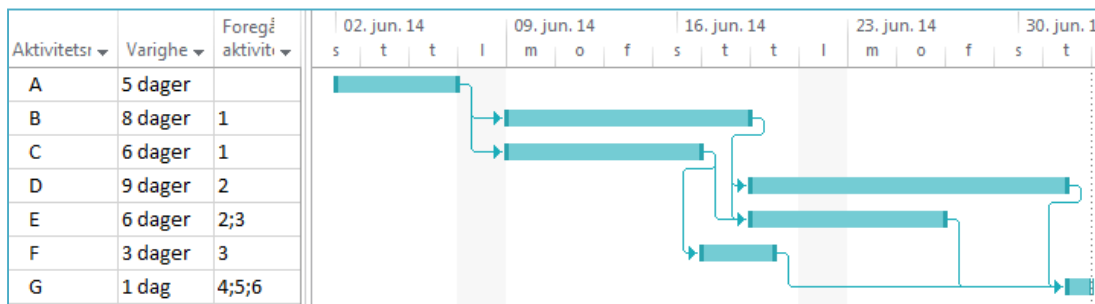 Foregå 02. jun. 14 09. jun. 14 16. jun. 14 23. jun. 14 30. jun. 1
Aktivitetsr Varighe aktivit s t t l m o f s t t l m o f s t
A 5 dager
B 8 dager 1
C 6 dager 1
D 9 dager 2
E 6 dager 2;3
F 3 dager 3
G 1 dag 4;5;6